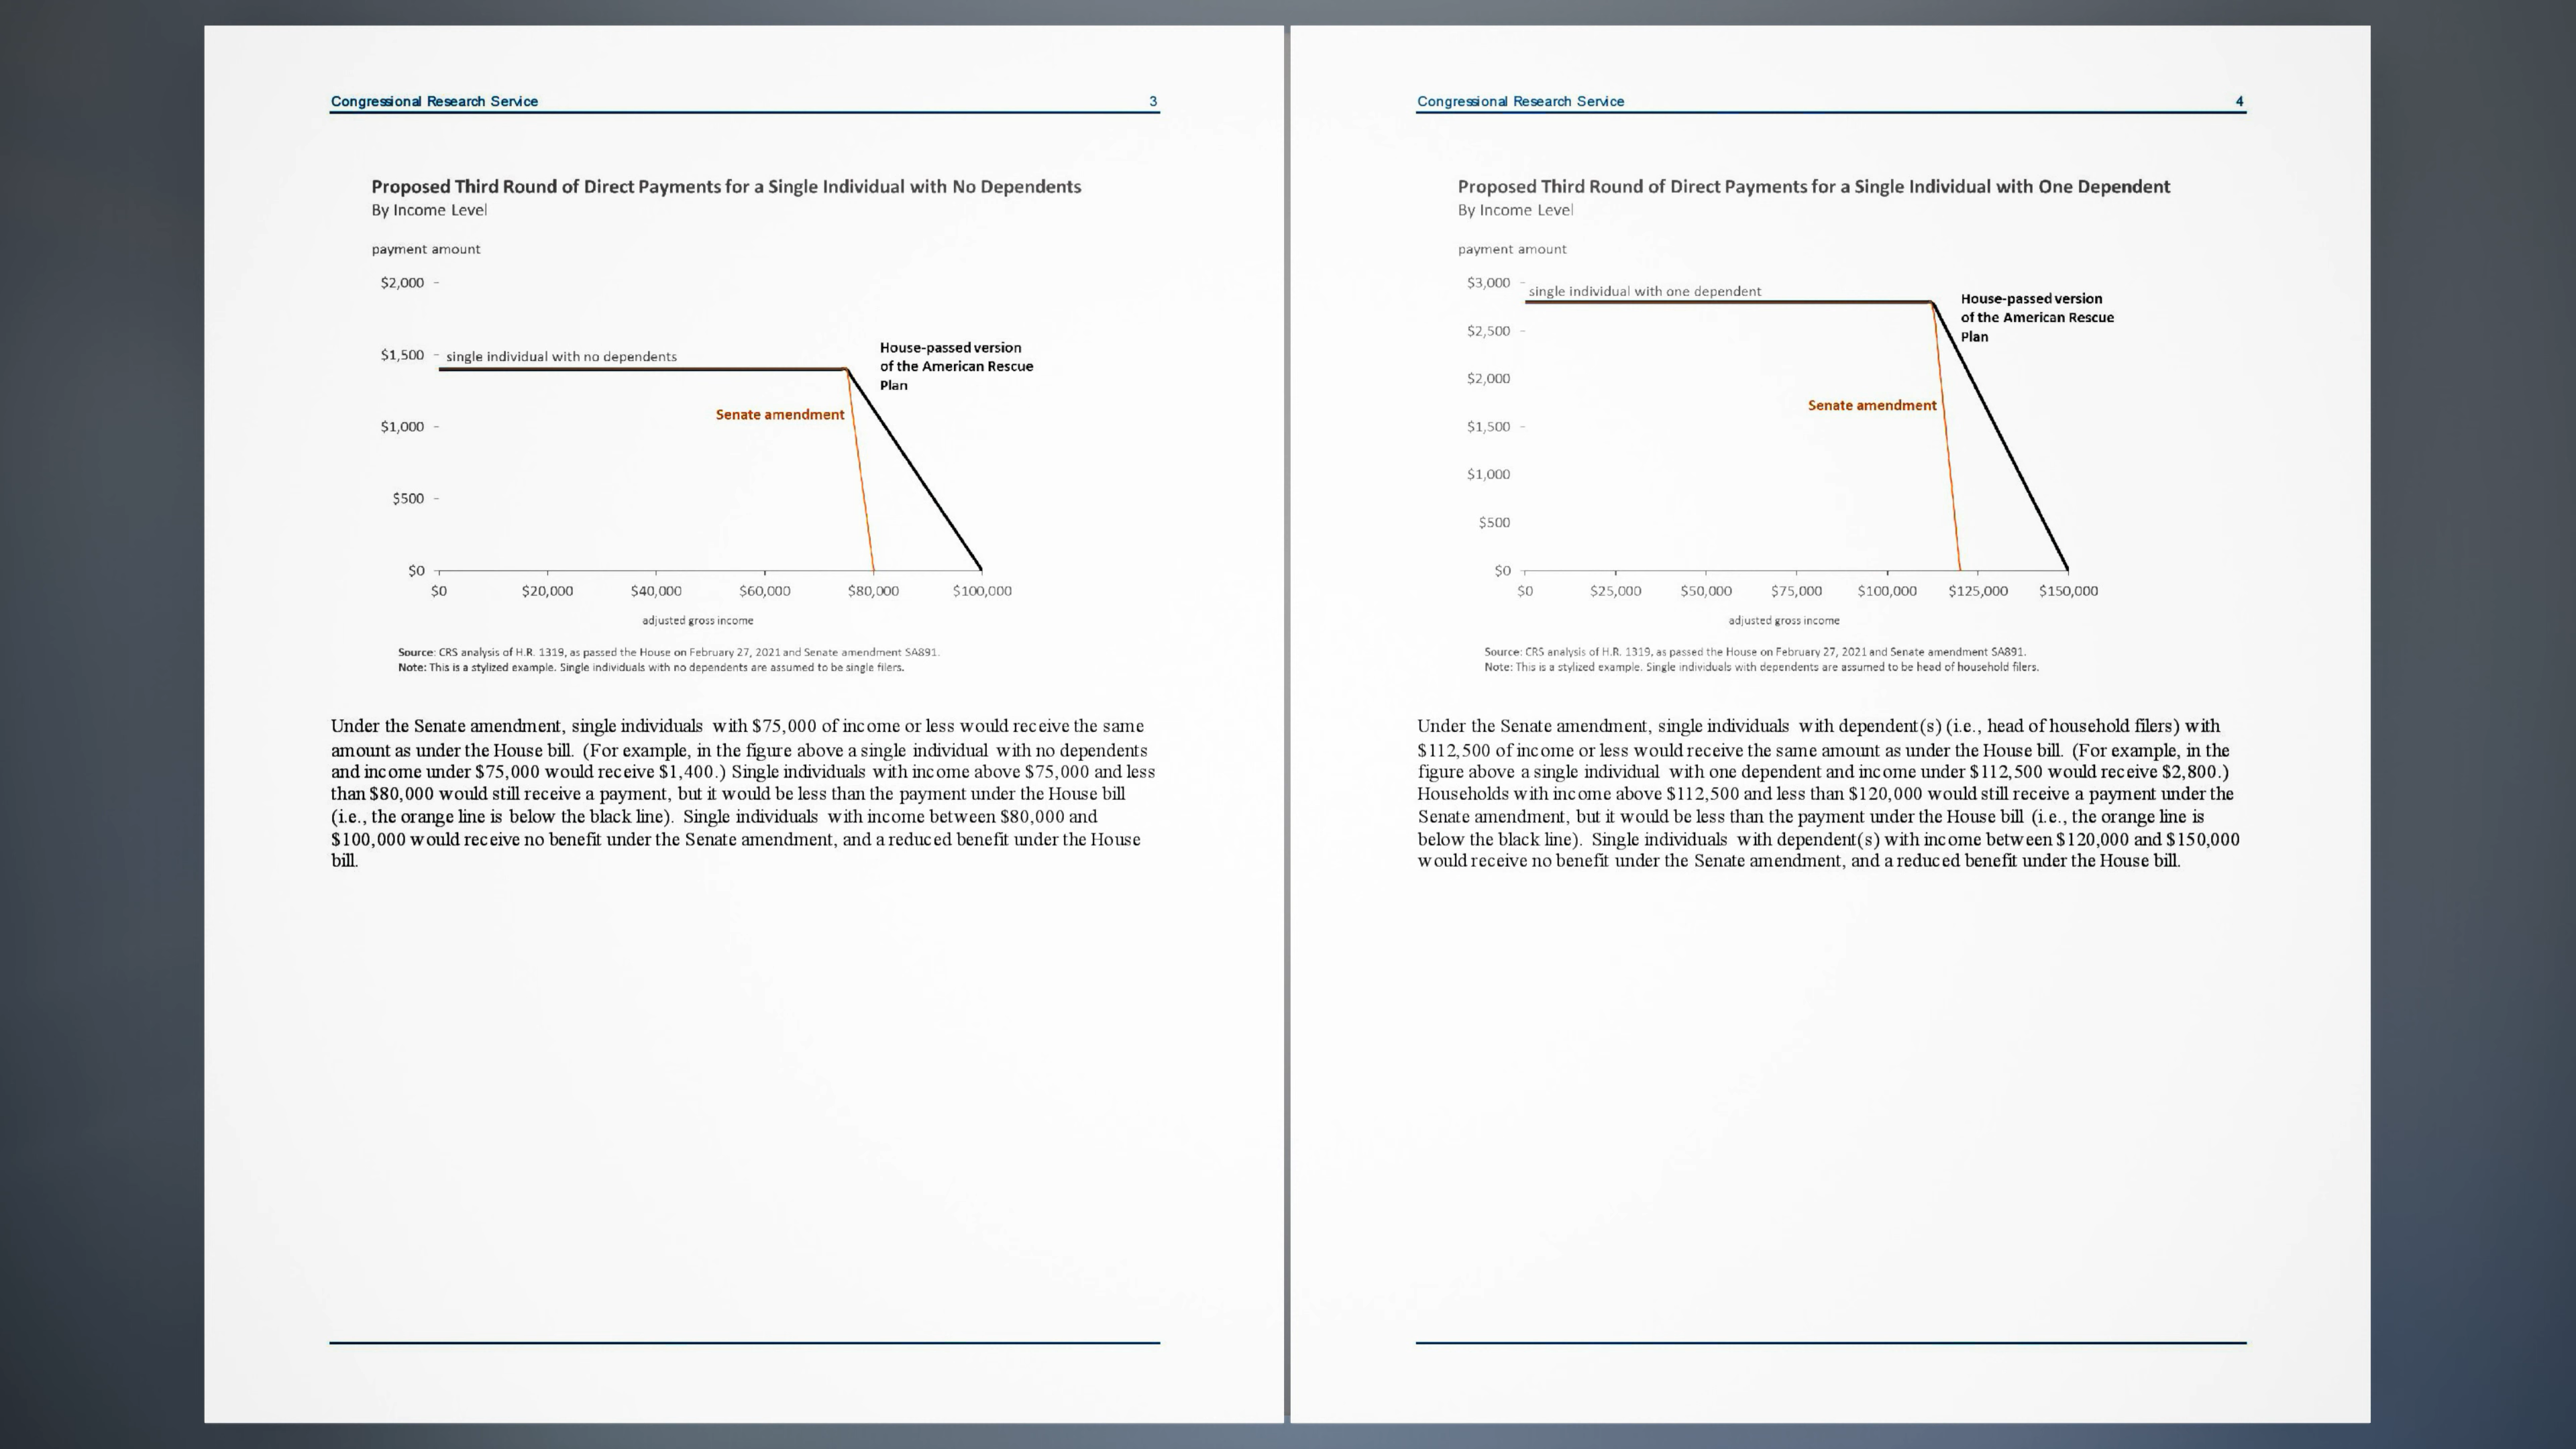 Congressional Research Service 3
Proposed Third Round of Direct Payments for a Single Individual with No Dependents
By Income Level
payment amount
$2,000
$1,500
single individual with no dependents
House-passed version
of the American Rescue
Plan
Senate amendment
$1,000
$500
$0
$0 $20,000 $40,000 $60,000 $80,000 $100,000
adjusted gross income
Source: CRS analysis of H.R. 1319, as passed the House on February 27, 2021 and Senate amendment SA891.
Note: This is a stylized example. Single individuals with no dependents are assumed to be single filers.
Under the Senate amendment, single individuals with $75,000 of income or less would receive the same
amount as under the House bill. (For example, in the figure above a single individual with no dependents
and income under $75,000 would receive $1,400.) Single individuals with income above $75,000 and less
than $80,000 would still receive a payment, but it would be less than the payment under the House bill
(i.e., the orange line is below the black line). Single individuals with income between $80,000 and
$100,000 would receive no benefit under the Senate amendment, and a reduced benefit under the House
bill.
Congressional Research Service 4
Proposed Third Round of Direct Payments for a Single Individual with One Dependent
By Income Level
payment amount
$3,000
single individual with one dependent
House-passed version
of the American Rescue
Plan
$2,500
$2,000
Senate amendment
$1,500
$1,000
$500
$0
$0 $25,000 $50,000 $75,000 $100,000 $125,000 $150,000
adjusted gross income
Source: CRS analysis of H.R. 1319, as passed the House on February 27, 2021 and Senate amendment SA891.
Note: This is a stylized example. Single individuals with dependents are assumed to be head of household filers.
Under the Senate amendment, single individuals with dependent(s) (i.e., head of household filers) with
$112,500 of income or less would receive the same amount as under the House bill. (For example, in the
figure above a single individual with one dependent and income under $112,500 would receive $2,800.)
Households with income above $112,500 and less than $120,000 would still receive a payment under the
Senate amendment, but it would be less than the payment under the House bill (i.e., the orange line is
below the black line). Single individuals with dependent(s) with income between $120,000 and $150,000
would receive no benefit under the Senate amendment, and a reduced benefit under the House bill.